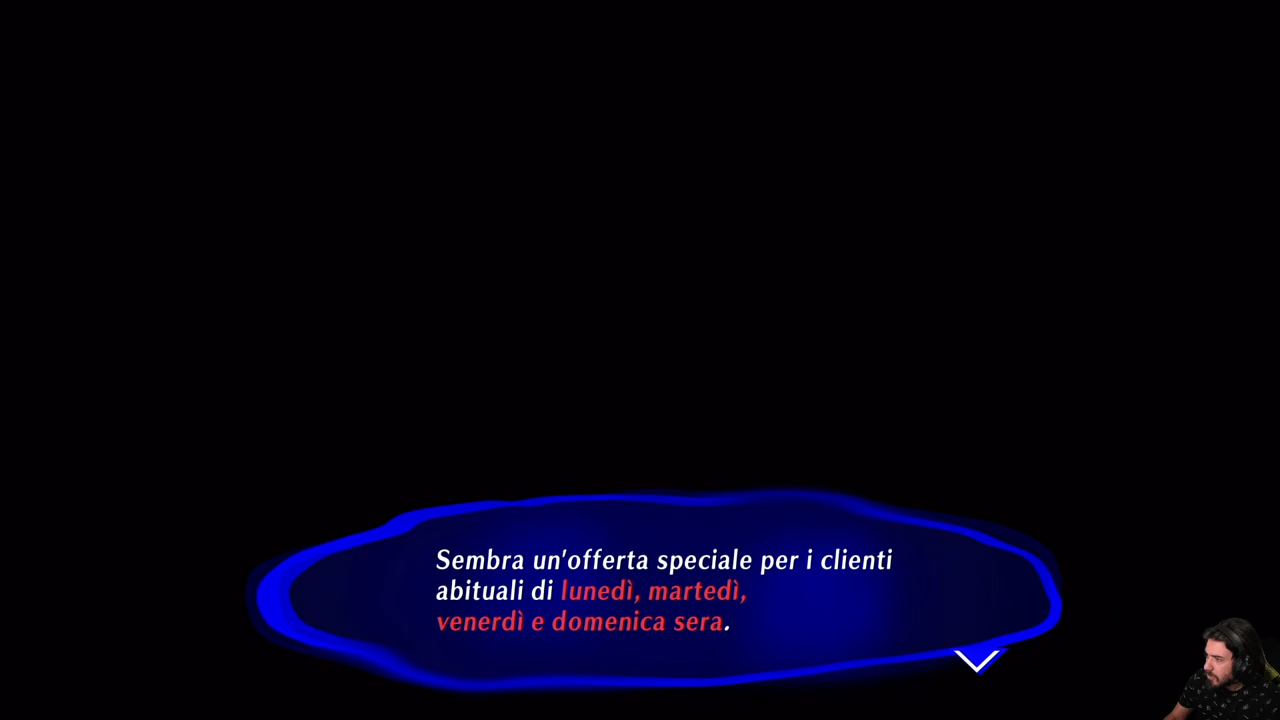 Sembra un'offerta speciale per i clienti
abituali di lunedì, martedì,
venerdì e domenica sera.